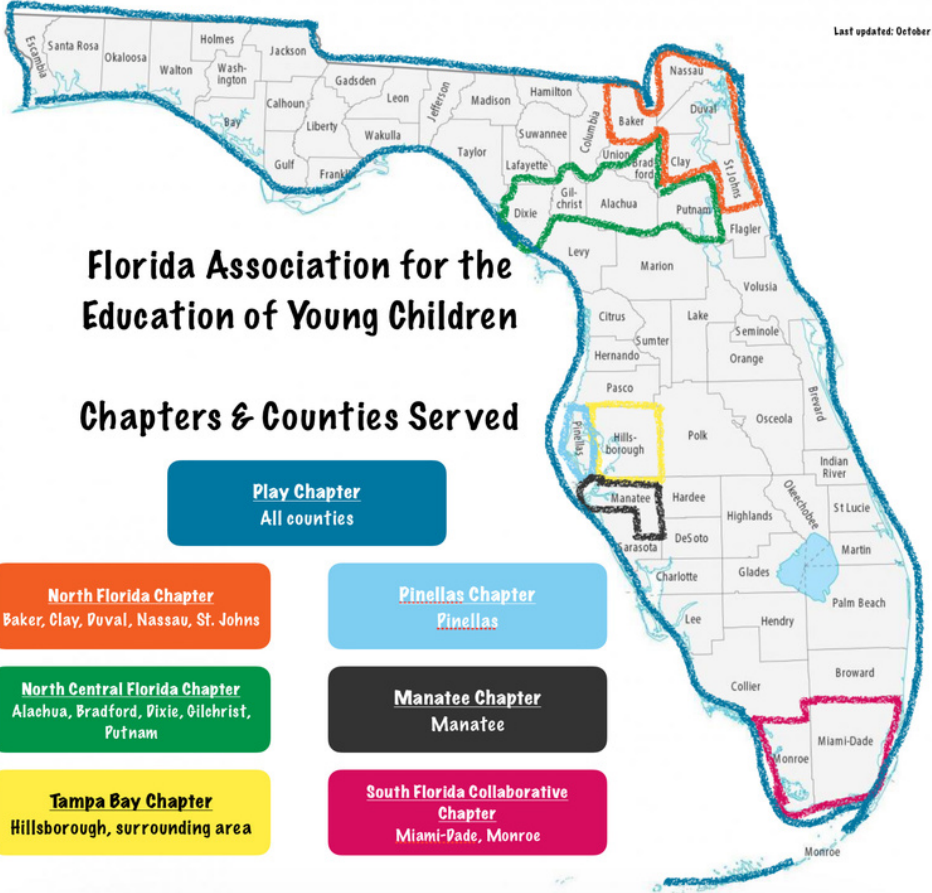 Last updated: October
Escambia
Santa Rosa
Okaloosa
Walton
Holmes
Wash-
ington
Jackson
Bay
Calhoun
Gulf
Liberty
Gadsden
Leon
Wakulla
Jefferson
Madison
Taylor
Hamilton
Suwannee
Lafayette
Columbia
Baker
Nassau
Duval
Union
Brad
ford
Clay
St Johns
Dixie
Gil-
christ
Alachua
Putnam
Flagler
Levy
Marion
Volusia
Citrus
Sumter
Lake
Seminole
Hernando
Orange
Pasco
Pinellas
Hills-
borough
Polk
Osceola
Brevard
Indian
River
Manatee
Hardee
Highlands
Okeechobee
St Lucie
Sarasota
DeSoto
Martin
Charlotte
Glades
Palm Beach
Lee
Hendry
Collier
Broward
Monroe
Miami-Dade
Monroe
Florida Association for the
Education of Young Children
Chapters & Counties Served
Play Chapter
All counties
North Florida Chapter
Baker, Clay, Duval, Nassau, St. Johns
Pinellas Chapter
Pinellas
North Central Florida Chapter
Alachua, Bradford, Dixie, Gilchrist,
Putnam
Manatee Chapter
Manatee
Tampa Bay Chapter
Hillsborough, surrounding area
South Florida Collaborative
Chapter
Miami-Dade, Monroe